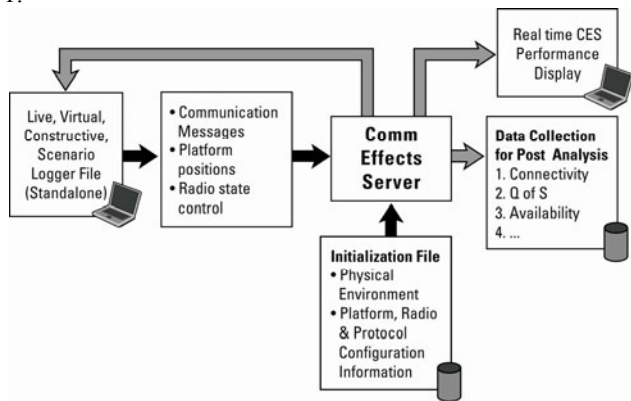 1.
Real time CES
Performance
Display
Live, Virtual,
Constructive,
Scenario
Logger File
(Standalone)
• Communication
Messages
• Platform
positions
• Radio state
control
Comm
Effects
Server
Data Collection
for Post Analysis
1. Connectivity
2. Q of S
3. Availability
4. ...
Initialization File
• Physical
Environment
• Platform, Radio
& Protocol
Configuration
Information